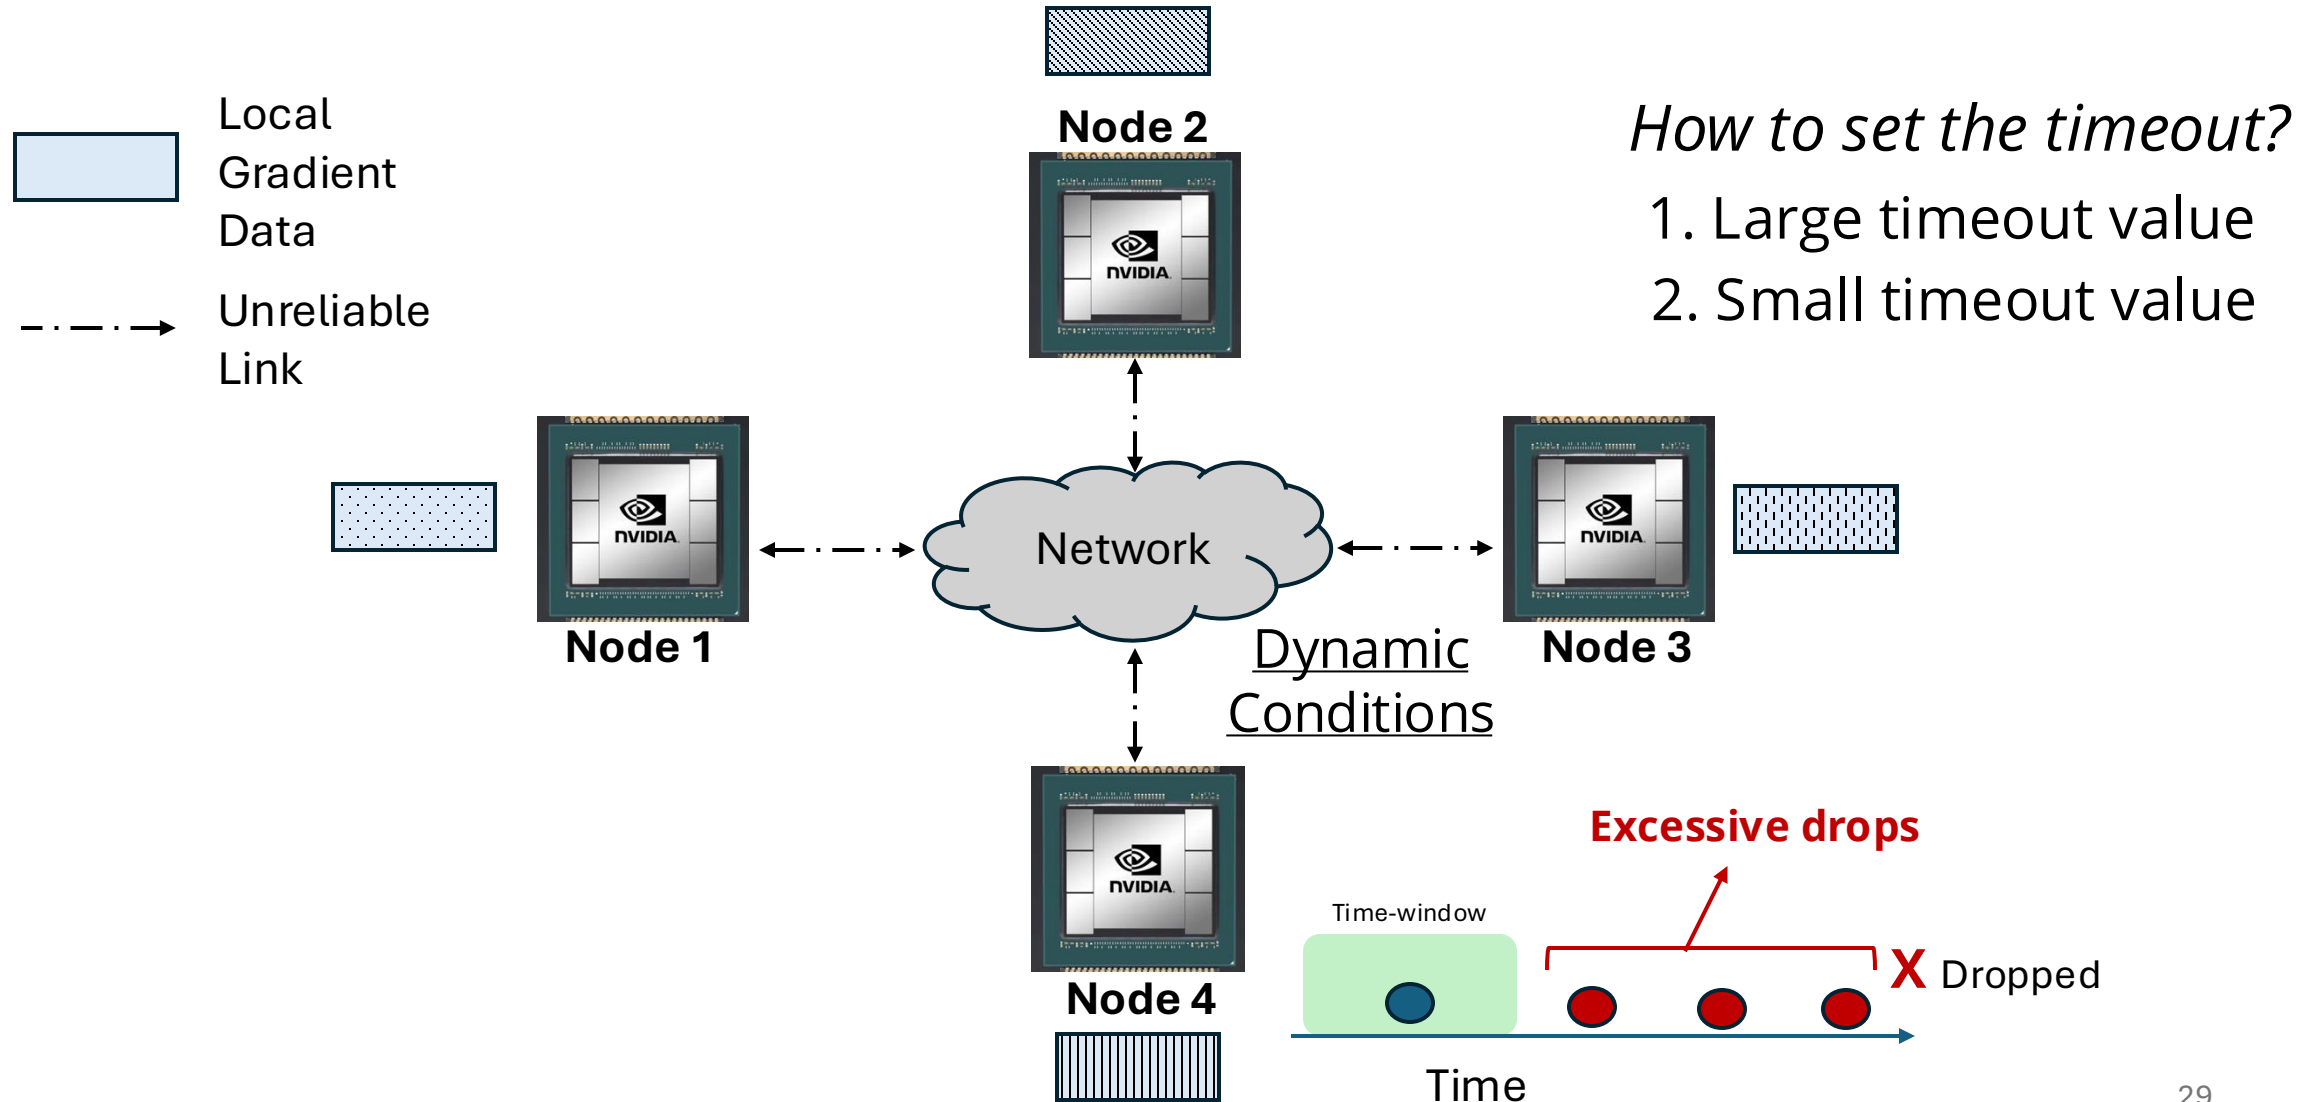 Local
Gradient
Data
Unreliable
Link
Node 2
NVIDIA.
How to set the timeout?
1. Large timeout value
2. Small timeout value
NVIDIA.
Node 1
Network
NVIDIA.
Node 3
Dynamic
Conditions
NVIDIA.
Node 4
Excessive drops
Time-window
X Dropped
Time
29